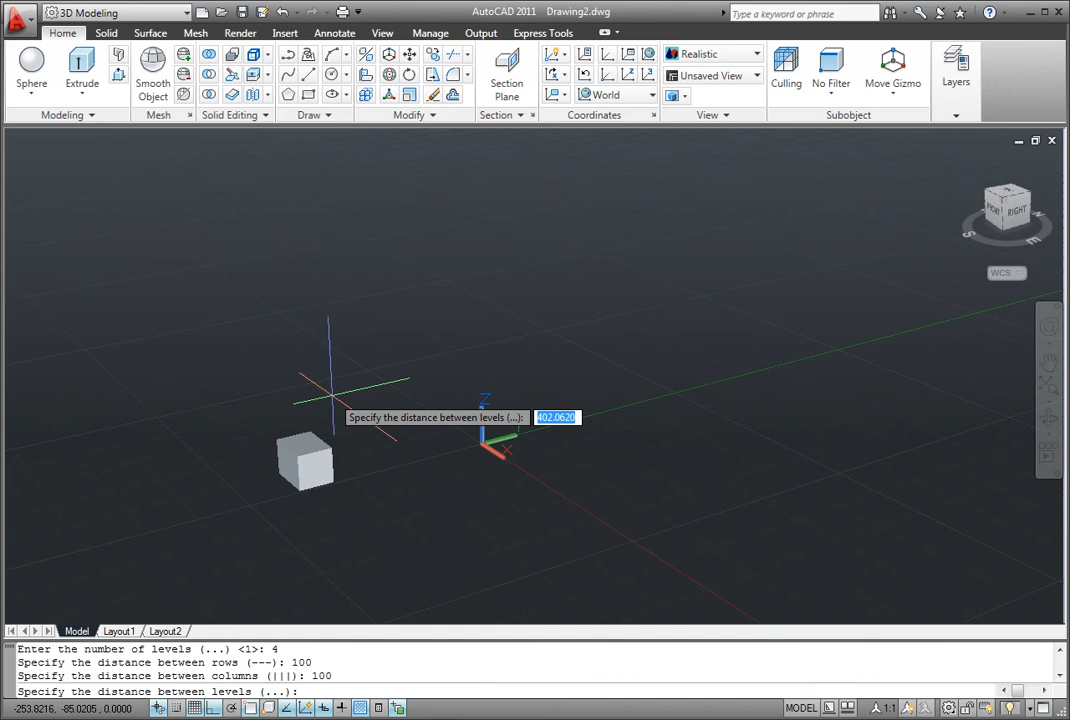 3D Modeling
AutoCAD 2011 Drawing2.dwg
Type a keyword or phrase
Home Solid Surface Mesh Render Insert Annotate View Manage Output Express Tools
Realistic
Unsaved View
World
Sphere Extrude Smooth Object Section Plane Culling No Filter Move Gizmo Layers
Modeling Mesh Solid Editing Draw Modify Section Coordinates View Subobject
FRONT RIGHT
S N E
WCS
Z
X
Specify the distance between levels (...): 402.0620
Model Layout1 Layout2
Enter the number of levels (...) <1>: 4
Specify the distance between rows (---): 100
Specify the distance between columns (|||): 100
Specify the distance between levels (...):
-253.8216, -85.0205, 0.0000 MODEL 1:1